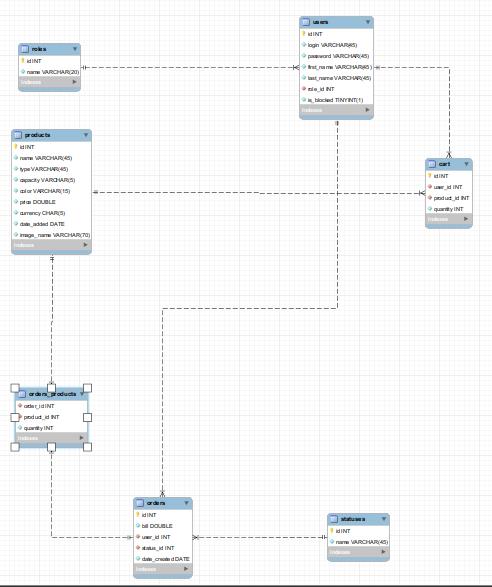 users
id INT
login VARCHAR(45)
password VARCHAR(45)
first_name VARCHAR(45)
last_name VARCHAR(45)
role_id INT
is_blocked TINYINT(1)
Indexes
roles
id INT
name VARCHAR(20)
Indexes
products
id INT
name VARCHAR(45)
type VARCHAR(45)
capacity VARCHAR(5)
color VARCHAR(15)
price DOUBLE
currency CHAR(5)
date_added DATE
image_name VARCHAR(70)
Indexes
cart
id INT
user_id INT
product_id INT
quantity INT
Indexes
orders_products
order_id INT
product_id INT
quantity INT
Indexes
orders
id INT
bill DOUBLE
user_id INT
status_id INT
date_created DATE
Indexes
statuses
id INT
name VARCHAR(45)
Indexes